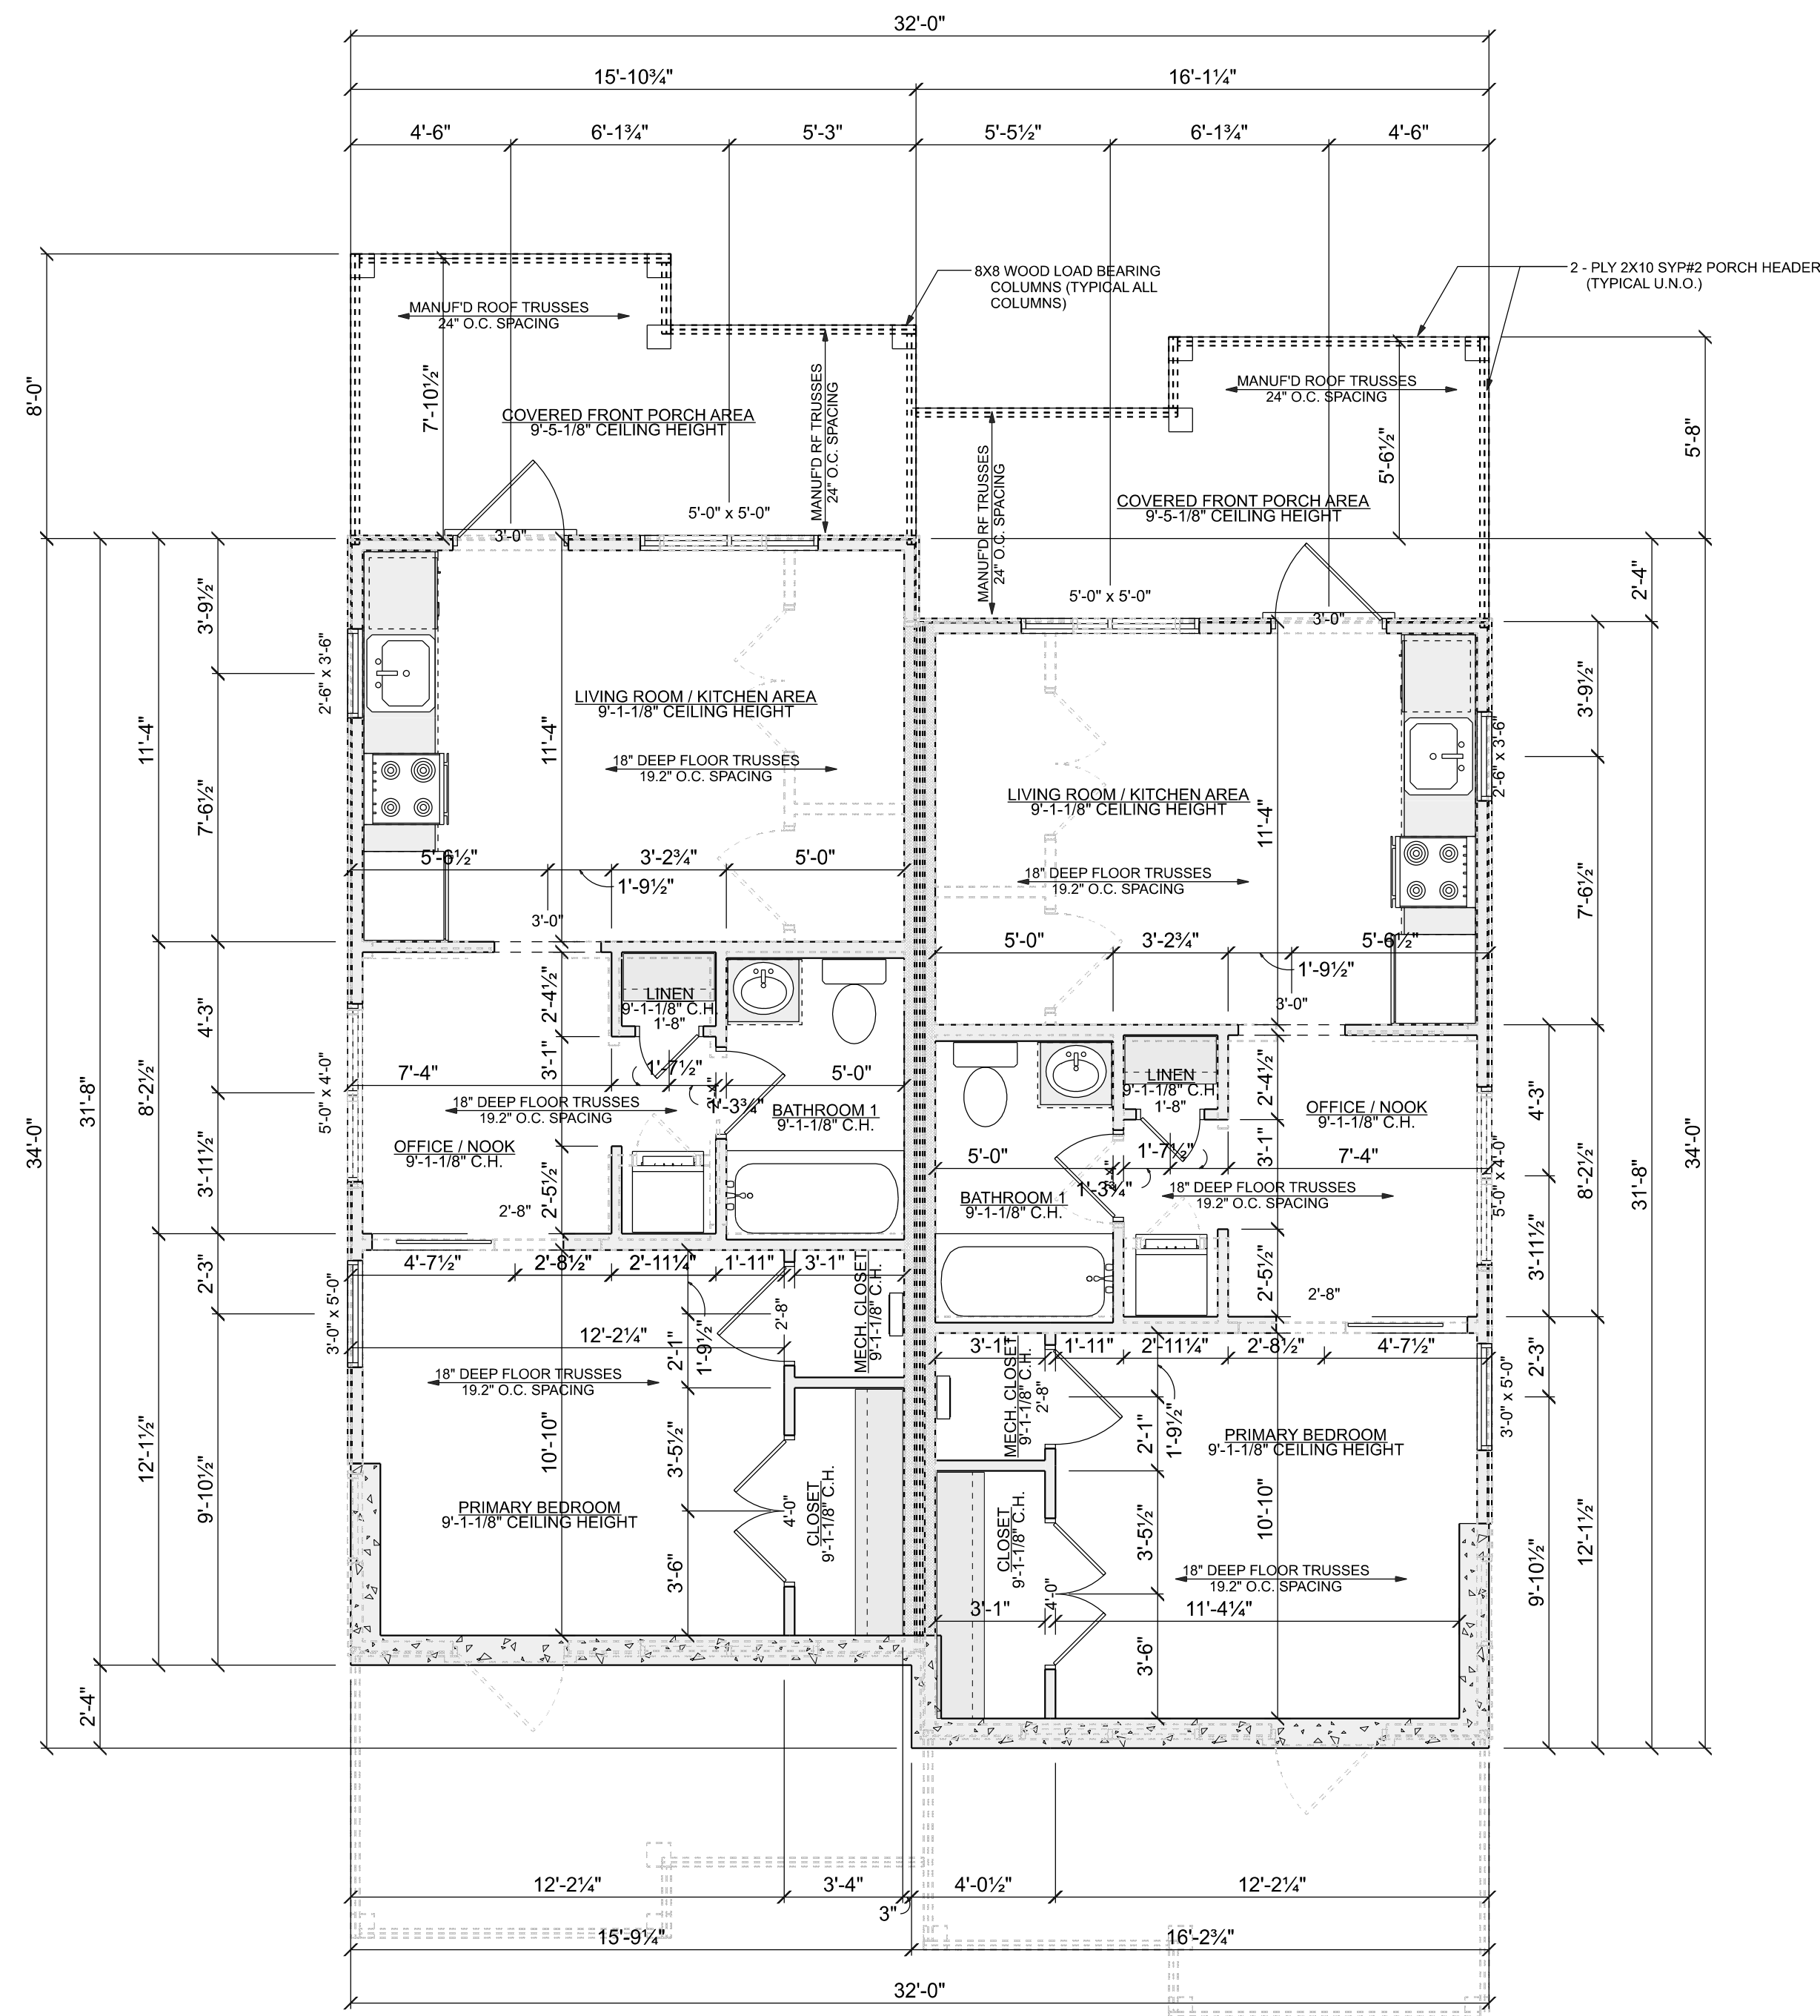 32'-0"
15'-10¾"
16'-1¼"
4'-6"
6'-1¾"
5'-3"
5'-5½"
6'-1¾"
4'-6"
8X8 WOOD LOAD BEARING
COLUMNS (TYPICAL ALL
COLUMNS)
2 - PLY 2X10 SYP#2 PORCH HEADER
(TYPICAL U.N.O.)
MANUF'D ROOF TRUSSES
24" O.C. SPACING
8'-0"
7'-10½"
COVERED FRONT PORCH AREA
9'-5-1/8" CEILING HEIGHT
MANUF'D RF TRUSSES
24" O.C. SPACING
5'-0" x 5'-0"
3'-0"
MANUF'D ROOF TRUSSES
24" O.C. SPACING
5'-6½"
5'-8"
COVERED FRONT PORCH AREA
9'-5-1/8" CEILING HEIGHT
MANUF'D RF TRUSSES
24" O.C. SPACING
5'-0" x 5'-0"
3'-0"
2'-4"
34'-0"
31'-8"
11'-4"
8'-2½"
12'-1½"
2'-4"
3'-9½"
7'-6½"
4'-3"
3'-11½"
2'-3"
9'-10½"
2'-6" x 3'-6"
5'-0" x 4'-0"
3'-0" x 5'-0"
LIVING ROOM / KITCHEN AREA
9'-1-1/8" CEILING HEIGHT
11'-4"
18" DEEP FLOOR TRUSSES
19.2" O.C. SPACING
5'-6½"
3'-2¾"
5'-0"
1'-9½"
3'-0"
LINEN
9'-1-1/8" C.H.
1'-8"
2'-4½"
3'-1"
2'-5½"
7'-4"
1'-7½"
1'-3¾"
5'-0"
18" DEEP FLOOR TRUSSES
19.2" O.C. SPACING
BATHROOM 1
9'-1-1/8" C.H.
OFFICE / NOOK
9'-1-1/8" C.H.
2'-8"
4'-7½"
2'-8½"
2'-11¼"
1'-11"
3'-1"
MECH. CLOSET
9'-1-1/8" C.H.
2'-8"
12'-2¼"
2'-1"
1'-9½"
18" DEEP FLOOR TRUSSES
19.2" O.C. SPACING
10'-10"
3'-5½"
3'-6"
PRIMARY BEDROOM
9'-1-1/8" CEILING HEIGHT
4'-0"
CLOSET
9'-1-1/8" C.H.
LIVING ROOM / KITCHEN AREA
9'-1-1/8" CEILING HEIGHT
11'-4"
18" DEEP FLOOR TRUSSES
19.2" O.C. SPACING
5'-0"
3'-2¾"
5'-6½"
1'-9½"
3'-0"
LINEN
9'-1-1/8" C.H.
1'-8"
2'-4½"
3'-1"
2'-5½"
OFFICE / NOOK
9'-1-1/8" C.H.
5'-0"
1'-7½"
7'-4"
1'-3¾"
18" DEEP FLOOR TRUSSES
19.2" O.C. SPACING
BATHROOM 1
9'-1-1/8" C.H.
2'-8"
3'-1"
1'-11"
2'-11¼"
2'-8½"
4'-7½"
MECH. CLOSET
9'-1-1/8" C.H.
2'-8"
2'-1"
1'-9½"
PRIMARY BEDROOM
9'-1-1/8" CEILING HEIGHT
10'-10"
3'-5½"
3'-6"
CLOSET
9'-1-1/8" C.H.
4'-0"
18" DEEP FLOOR TRUSSES
19.2" O.C. SPACING
3'-1"
11'-4¼"
2'-6" x 3'-6"
5'-0" x 4'-0"
3'-0" x 5'-0"
3'-9½"
7'-6½"
4'-3"
3'-11½"
2'-3"
9'-10½"
8'-2½"
12'-1½"
31'-8"
34'-0"
12'-2¼"
3'-4"
3"
4'-0½"
12'-2¼"
15'-9¼"
16'-2¾"
32'-0"